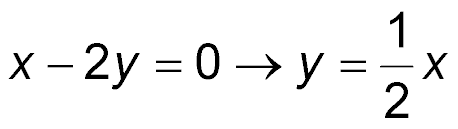 x − 2y = 0 → y = 1/2 x